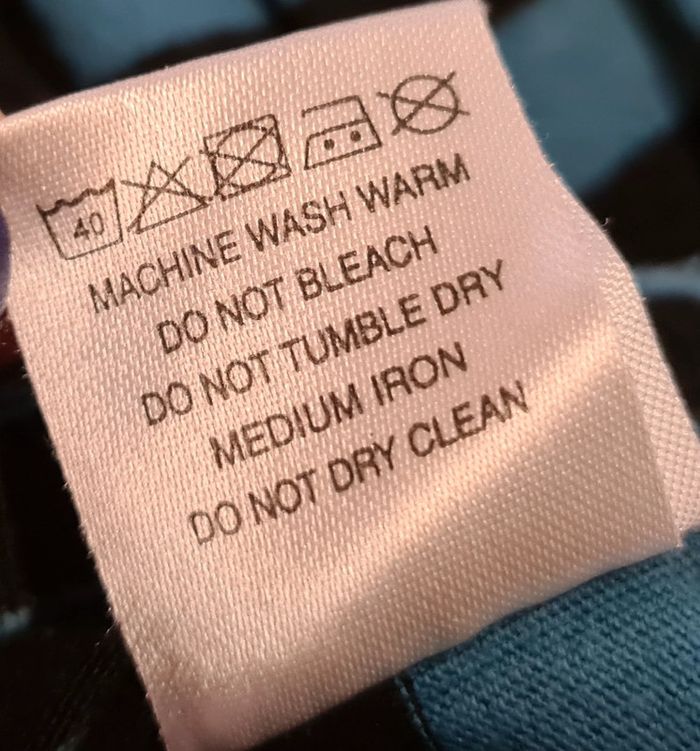 40
MACHINE WASH WARM
DO NOT BLEACH
DO NOT TUMBLE DRY
MEDIUM IRON
DO NOT DRY CLEAN